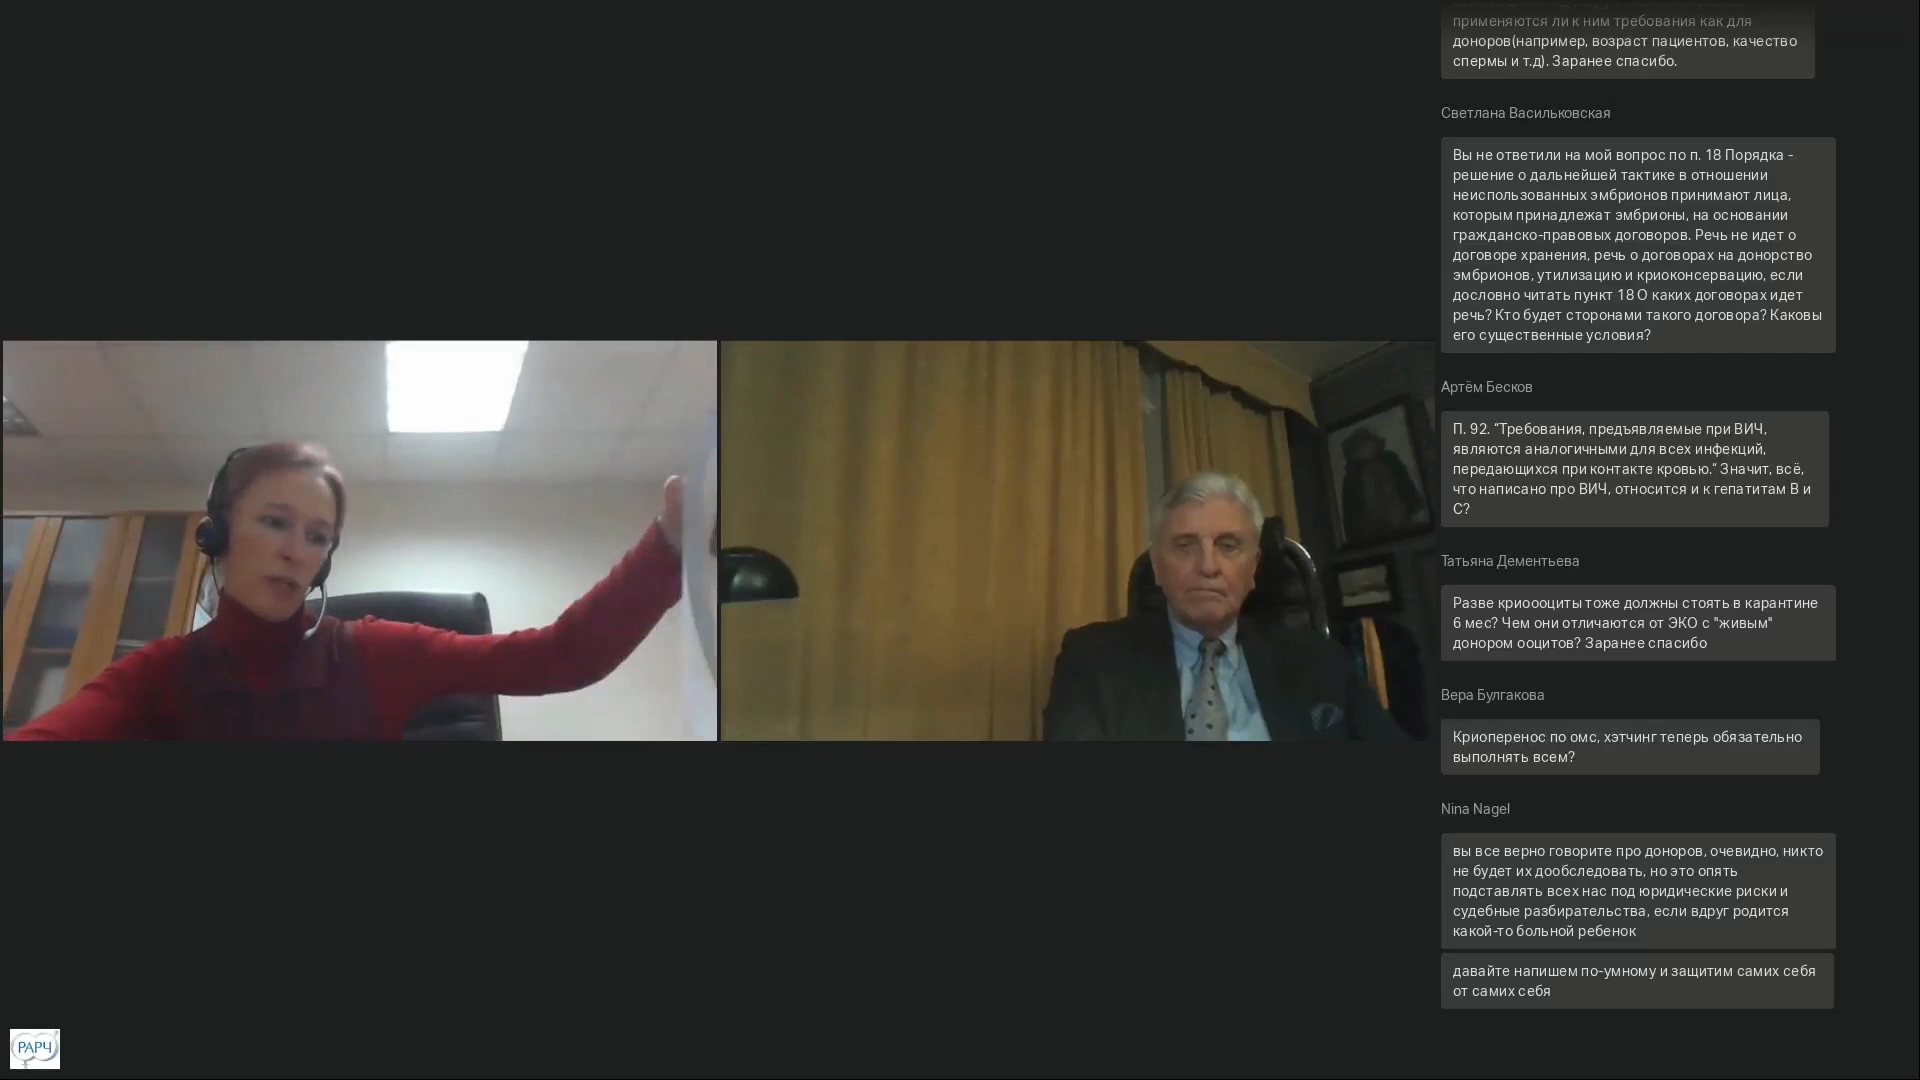 применяются ли к ним требования как для
доноров(например, возраст пациентов, качество
спермы и т.д). Заранее спасибо.
Светлана Васильковская
Вы не ответили на мой вопрос по п. 18 Порядка -
решение о дальнейшей тактике в отношении
неиспользованных эмбрионов принимают лица,
которым принадлежат эмбрионы, на основании
гражданско-правовых договоров. Речь не идет о
договоре хранения, речь о договорах на донорство
эмбрионов, утилизацию и криоконсервацию, если
дословно читать пункт 18 О каких договорах идет
речь? Кто будет сторонами такого договора? Каковы
его существенные условия?
Артём Бесков
П. 92. "Требования, предъявляемые при ВИЧ,
являются аналогичными для всех инфекций,
передающихся при контакте кровью." Значит, всё,
что написано про ВИЧ, относится и к гепатитам В и
С?
Татьяна Дементьева
Разве криоооциты тоже должны стоять в карантине
6 мес? Чем они отличаются от ЭКО с "живым"
донором ооцитов? Заранее спасибо
Вера Булгакова
Криоперенос по омс, хэтчинг теперь обязательно
выполнять всем?
Nina Nagel
вы все верно говорите про доноров, очевидно, никто
не будет их дообследовать, но это опять
подставлять всех нас под юридические риски и
судебные разбирательства, если вдруг родится
какой-то больной ребенок
давайте напишем по-умному и защитим самих себя
от самих себя
РАРЧ